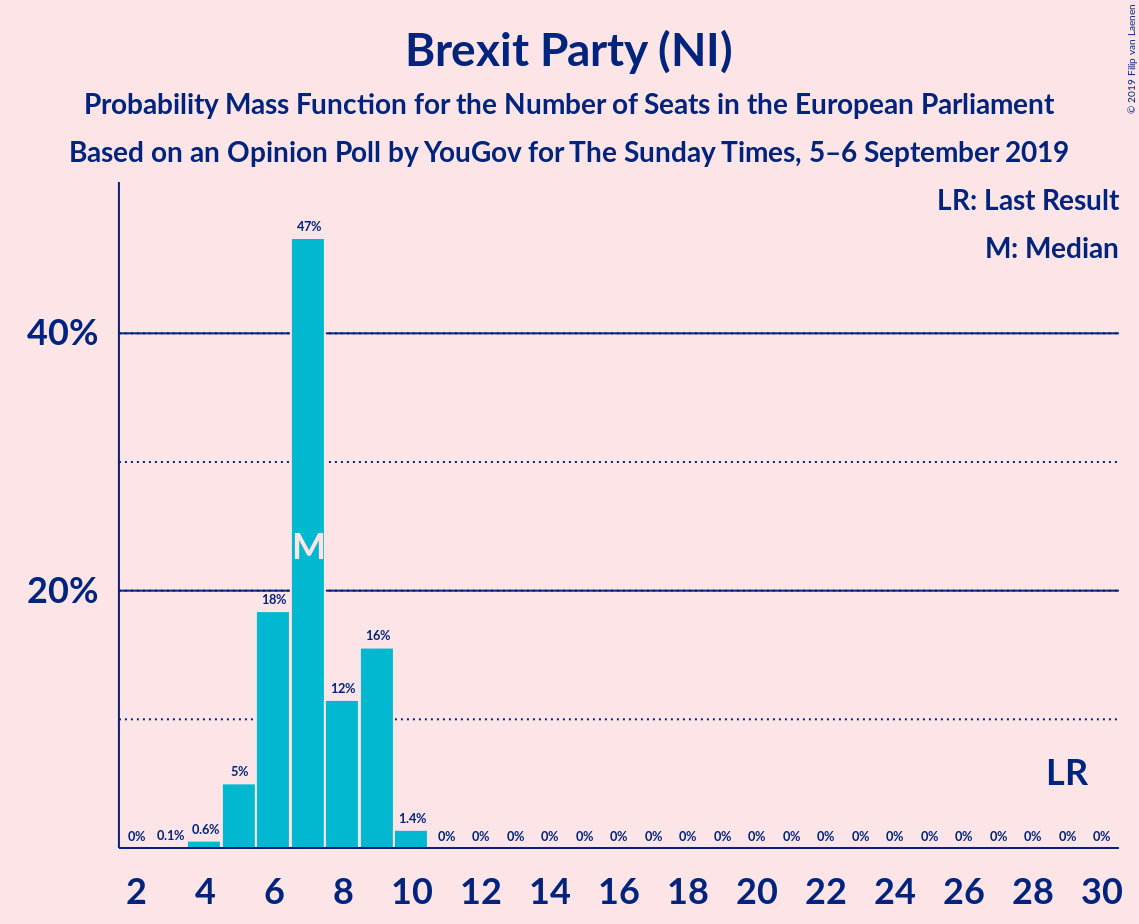 Brexit Party (NI)
Probability Mass Function for the Number of Seats in the European Parliament
Based on an Opinion Poll by YouGov for The Sunday Times, 5–6 September 2019
© 2019 Filip van Laenen
LR: Last Result
M: Median
47%
40%
M
20%
18%
16%
12%
LR
5%
0% 0.1% 0.6% 1.4% 0% 0% 0% 0% 0% 0% 0% 0% 0% 0% 0% 0% 0% 0% 0% 0% 0% 0% 0% 0%
2 4 6 8 10 12 14 16 18 20 22 24 26 28 30